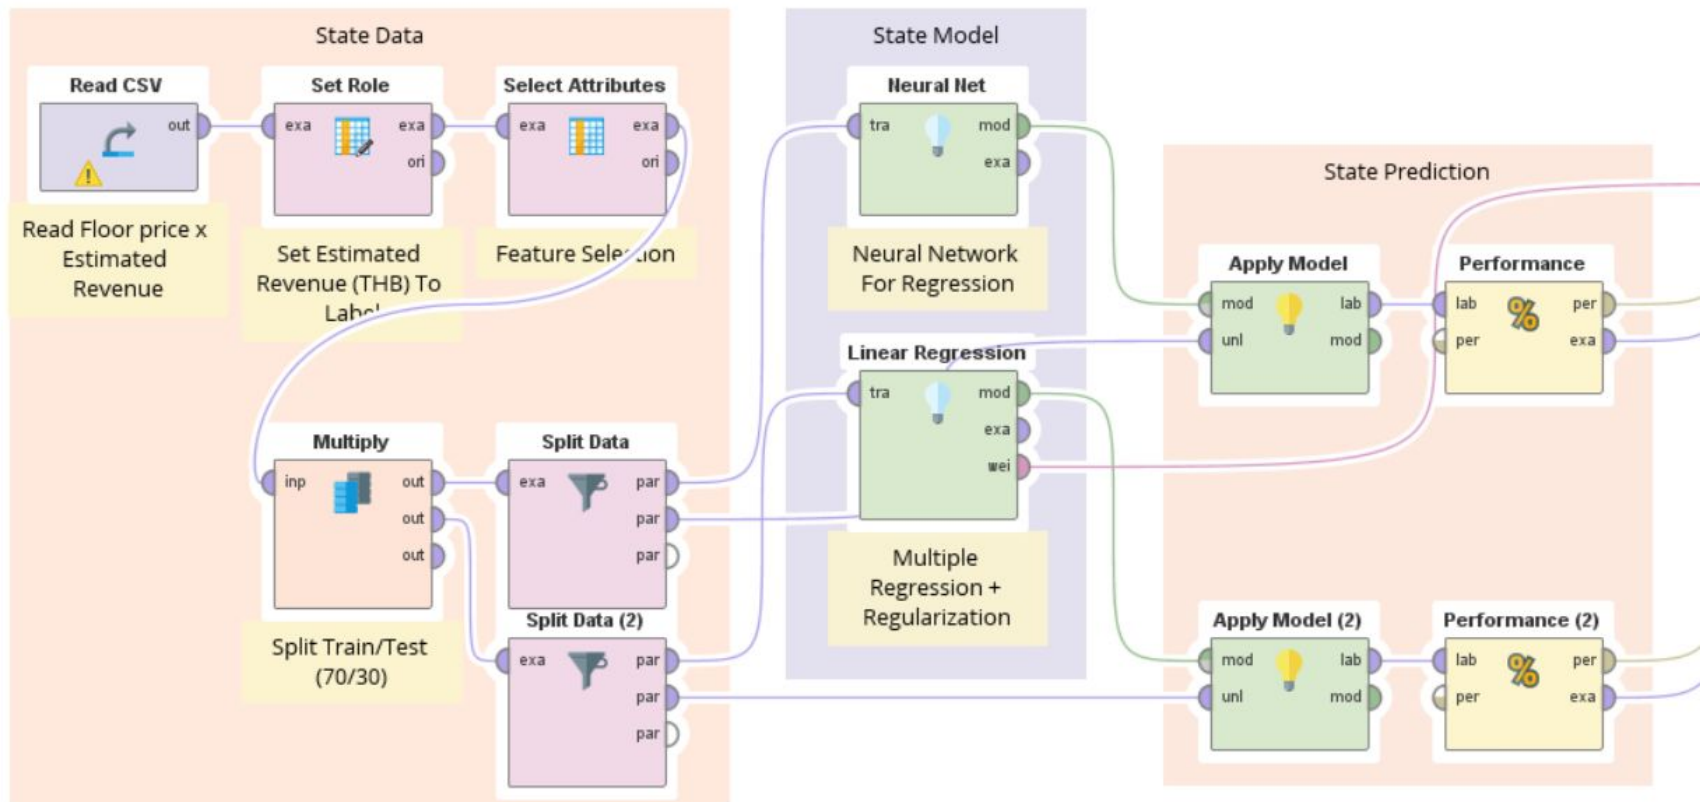 State Data
Read CSV
out
Read Floor price x
Estimated
Revenue
Set Role
exa
exa
ori
Set Estimated
Revenue (THB) To
Label
Select Attributes
exa
exa
ori
Feature Selection
Multiply
inp
out
out
out
Split Train/Test
(70/30)
Split Data
exa
par
par
par
Split Data (2)
exa
par
par
par
State Model
Neural Net
tra
mod
exa
Neural Network
For Regression
Linear Regression
tra
mod
exa
wei
Multiple
Regression +
Regularization
State Prediction
Apply Model
mod
lab
unl
mod
Performance
%
lab
per
per
exa
Apply Model (2)
mod
lab
unl
mod
Performance (2)
%
lab
per
per
exa